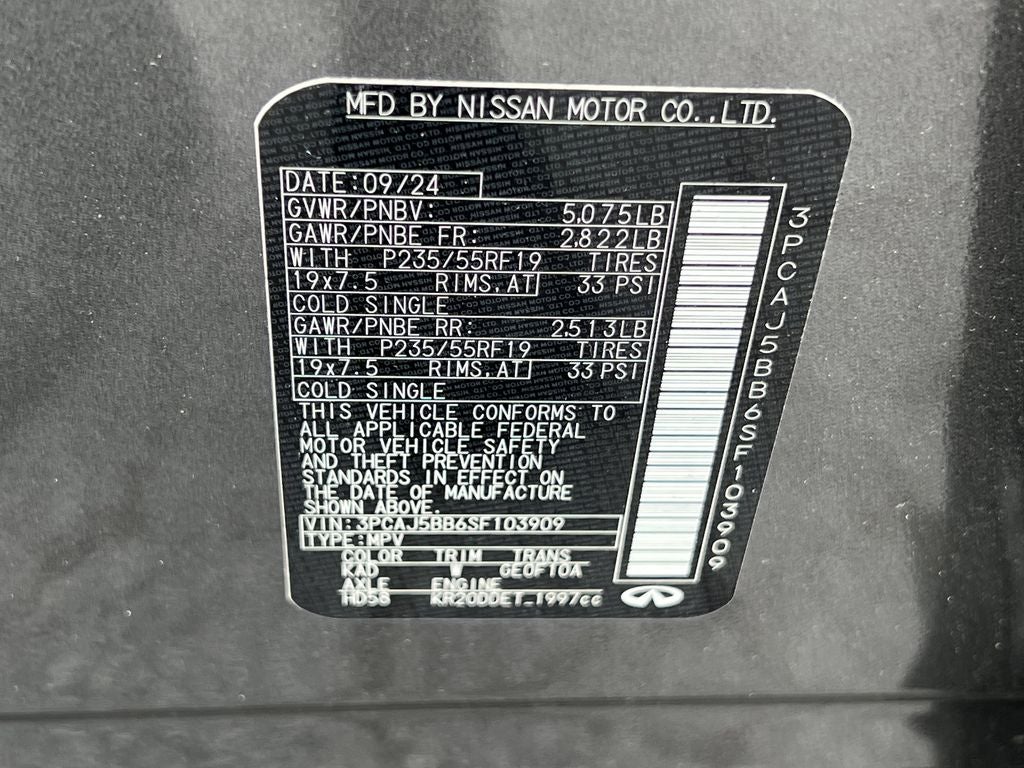 MFD BY NISSAN MOTOR CO.,LTD.
DATE:09/24
GVWR/PNBV: 5,075LB
GAWR/PNBE FR: 2,822LB
WITH P235/55RF19 TIRES
19x7.5 RIMS,AT 33 PSI
COLD SINGLE
GAWR/PNBE RR: 2,513LB
WITH P235/55RF19 TIRES
19x7.5 RIMS,AT 33 PSI
COLD SINGLE
THIS VEHICLE CONFORMS TO
ALL APPLICABLE FEDERAL
MOTOR VEHICLE SAFETY
AND THEFT PREVENTION
STANDARDS IN EFFECT ON
THE DATE OF MANUFACTURE
SHOWN ABOVE.
VIN:3PCAJ5BB6SF103909
TYPE:MPV
COLOR TRIM TRANS
KAD W GEOF10A
AXLE ENGINE
HD58 KR20DDET 1997cc
3PCAJ5BB6SF103909